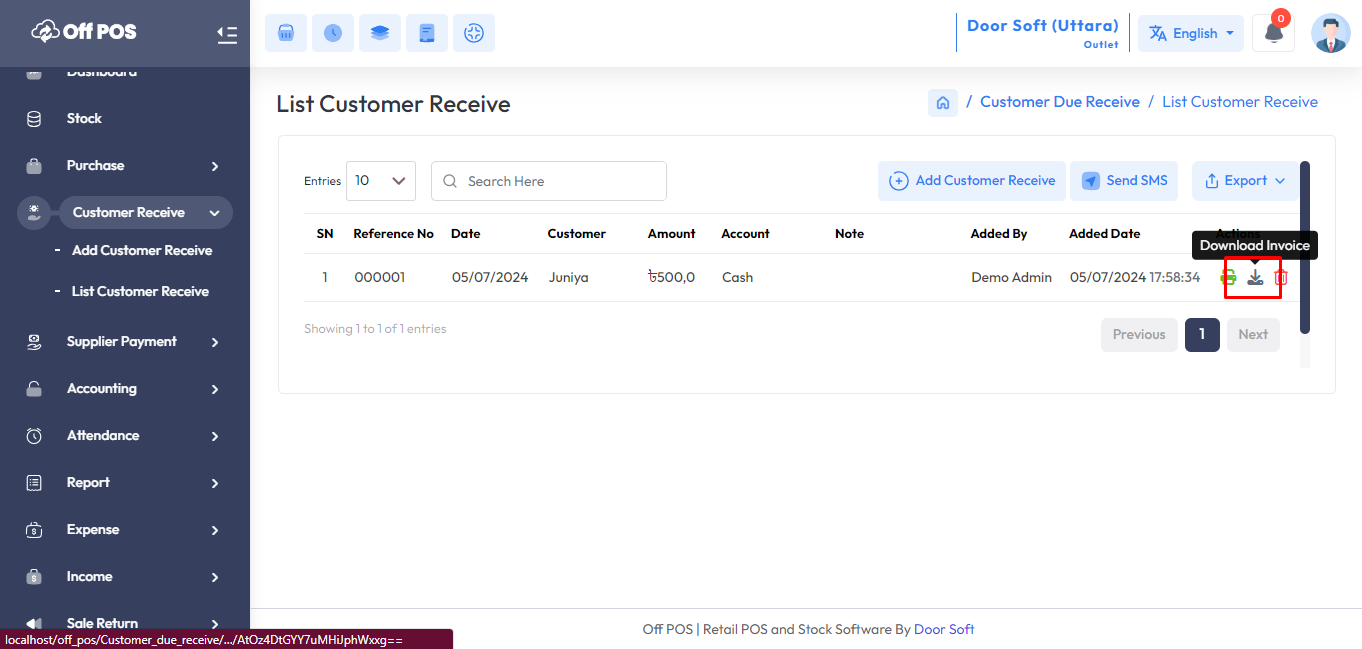 Off POS
Door Soft (Uttara)
Outlet
English
0
Dashboard
Stock
Purchase
Customer Receive
- Add Customer Receive
- List Customer Receive
Supplier Payment
Accounting
Attendance
Report
Expense
Income
Sale Return
List Customer Receive
/ Customer Due Receive / List Customer Receive
Entries 10 Search Here
Add Customer Receive Send SMS Export
SN Reference No Date Customer Amount Account Note Added By Added Date Actions
Download Invoice
1 000001 05/07/2024 Juniya ৳500,0 Cash Demo Admin 05/07/2024 17:58:34
Showing 1 to 1 of 1 entries
Previous 1 Next
Off POS | Retail POS and Stock Software By Door Soft
localhost/off_pos/Customer_due_receive/.../AtOz4DtGYY7uMHiJphWxxg==